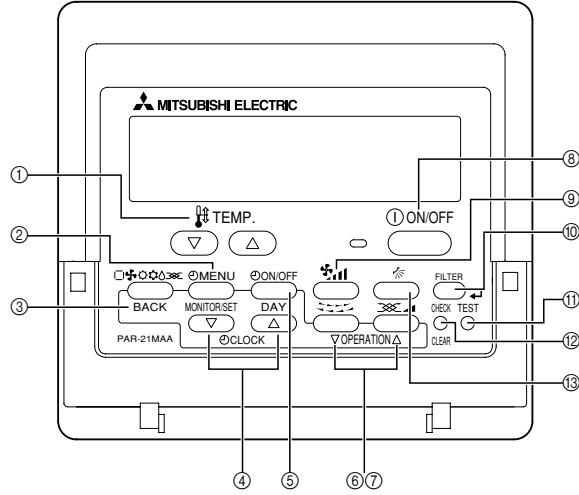 MITSUBISHI ELECTRIC
① TEMP. ⑧
ON/OFF ⑨
② ⑩
MENU ON/OFF FILTER
③ BACK MONITOR/SET DAY CHECK TEST ⑪
PAR-21MAA CLOCK ▽ OPERATION △ CLEAR ⑫
⑬
④ ⑤ ⑥⑦